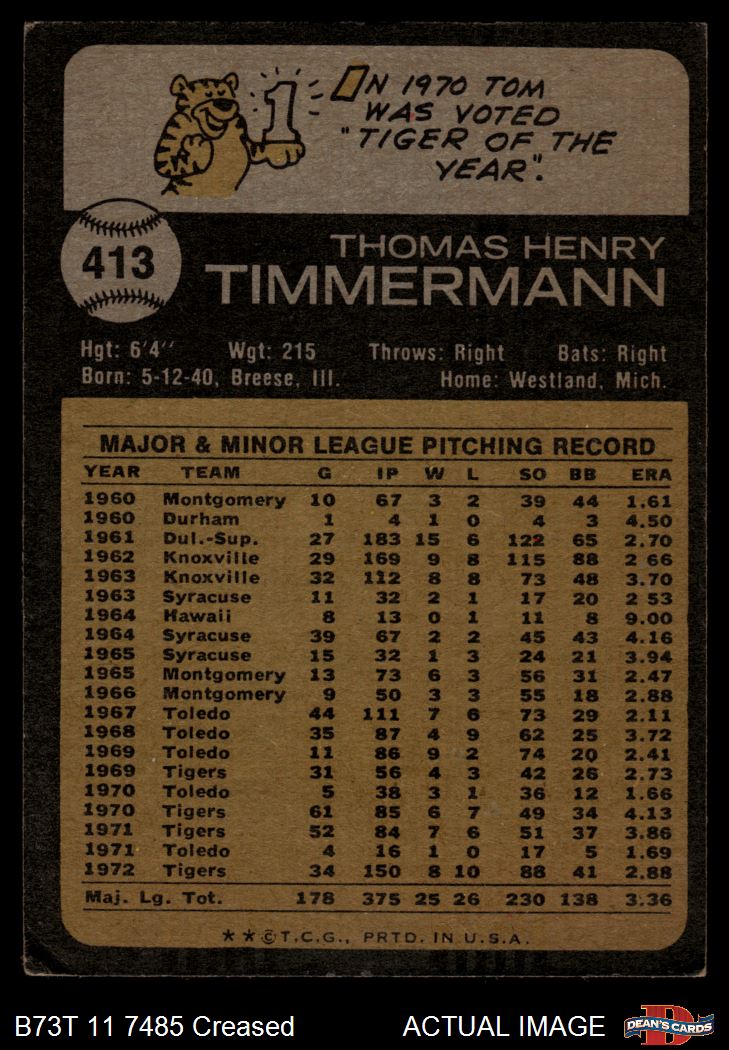 1
IN 1970 TOM
WAS VOTED
"TIGER OF THE
YEAR".
413
THOMAS HENRY
TIMMERMANN
Hgt: 6'4'' Wgt: 215 Throws: Right Bats: Right
Born: 5-12-40, Breese, Ill. Home: Westland, Mich.
MAJOR & MINOR LEAGUE PITCHING RECORD
YEAR TEAM G IP W L SO BB ERA
1960 Montgomery 10 67 3 2 39 44 1.61
1960 Durham 1 4 1 0 4 3 4.50
1961 Dul.-Sup. 27 183 15 6 122 65 2.70
1962 Knoxville 29 169 9 8 115 88 2 66
1963 Knoxville 32 112 8 8 73 48 3.70
1963 Syracuse 11 32 2 1 17 20 2 53
1964 Hawaii 8 13 0 1 11 8 9.00
1964 Syracuse 39 67 2 2 45 43 4.16
1965 Syracuse 15 32 1 3 24 21 3.94
1965 Montgomery 13 73 6 3 56 31 2.47
1966 Montgomery 9 50 3 3 55 18 2.88
1967 Toledo 44 111 7 6 73 29 2.11
1968 Toledo 35 87 4 9 62 25 3.72
1969 Toledo 11 86 9 2 74 20 2.41
1969 Tigers 31 56 4 3 42 26 2.73
1970 Toledo 5 38 3 1 36 12 1.66
1970 Tigers 61 85 6 7 49 34 4.13
1971 Tigers 52 84 7 6 51 37 3.86
1971 Toledo 4 16 1 0 17 5 1.69
1972 Tigers 34 150 8 10 88 41 2.88
Maj. Lg. Tot. 178 375 25 26 230 138 3.36
**©T.C.G., PRTD. IN U.S.A.
B73T 11 7485 Creased ACTUAL IMAGE
D
DEAN'S CARDS